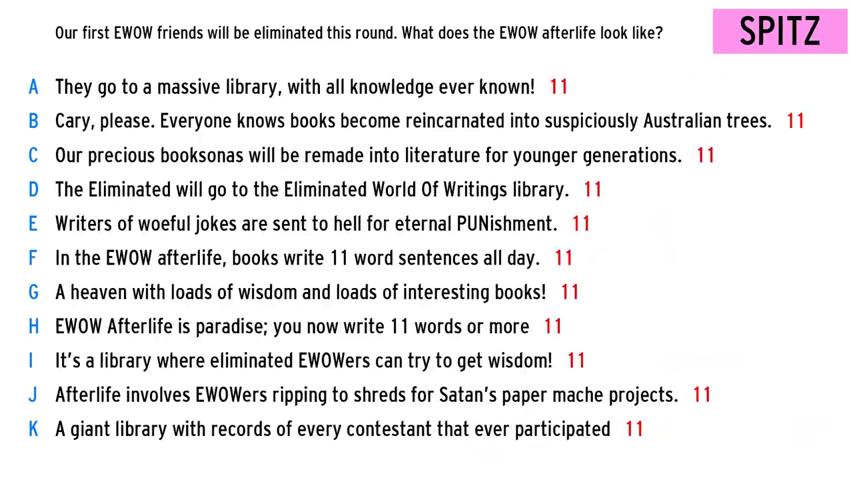 Our first EWOW friends will be eliminated this round. What does the EWOW afterlife look like?
SPITZ
A They go to a massive library, with all knowledge ever known! 11
B Cary, please. Everyone knows books become reincarnated into suspiciously Australian trees. 11
C Our precious booksonas will be remade into literature for younger generations. 11
D The Eliminated will go to the Eliminated World Of Writings library. 11
E Writers of woeful jokes are sent to hell for eternal PUNishment. 11
F In the EWOW afterlife, books write 11 word sentences all day. 11
G A heaven with loads of wisdom and loads of interesting books! 11
H EWOW Afterlife is paradise; you now write 11 words or more 11
I It's a library where eliminated EWOWers can try to get wisdom! 11
J Afterlife involves EWOWers ripping to shreds for Satan's paper mache projects. 11
K A giant library with records of every contestant that ever participated 11